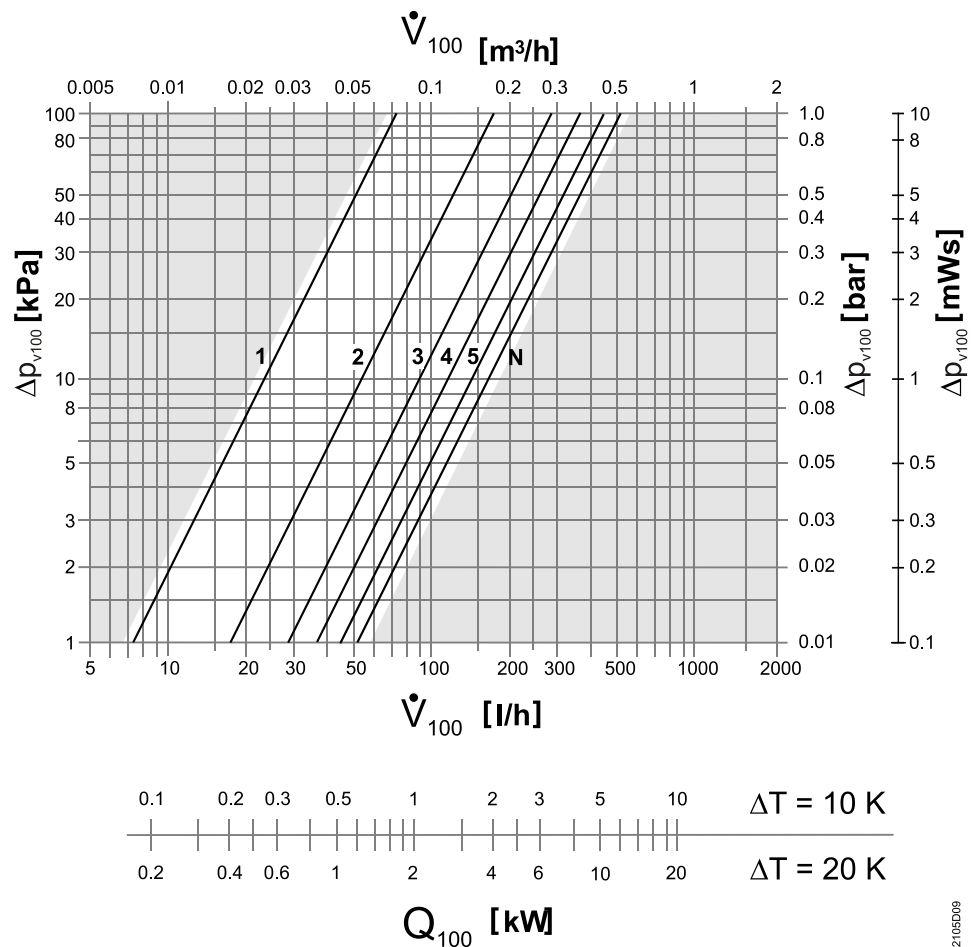 V̇100 [m³/h]
0.005 0.01 0.02 0.03 0.05 0.1 0.2 0.3 0.5 1 2
100 1.0 10
80 0.8 8
50 0.5 5
40 0.4 4
30 0.3 3
20 0.2 2
1 2 3 4 5 N
10 0.1 1
8 0.08
5 0.05 0.5
3 0.03 0.3
2 0.02 0.2
1 0.01 0.1
Δpv100 [kPa]
Δpv100 [bar]
Δpv100 [mWs]
5 10 20 30 50 100 200 300 500 1000 2000
V̇100 [l/h]
0.1 0.2 0.3 0.5 1 2 3 5 10 ΔT = 10 K
0.2 0.4 0.6 1 2 4 6 10 20 ΔT = 20 K
Q100 [kW]
2105D09